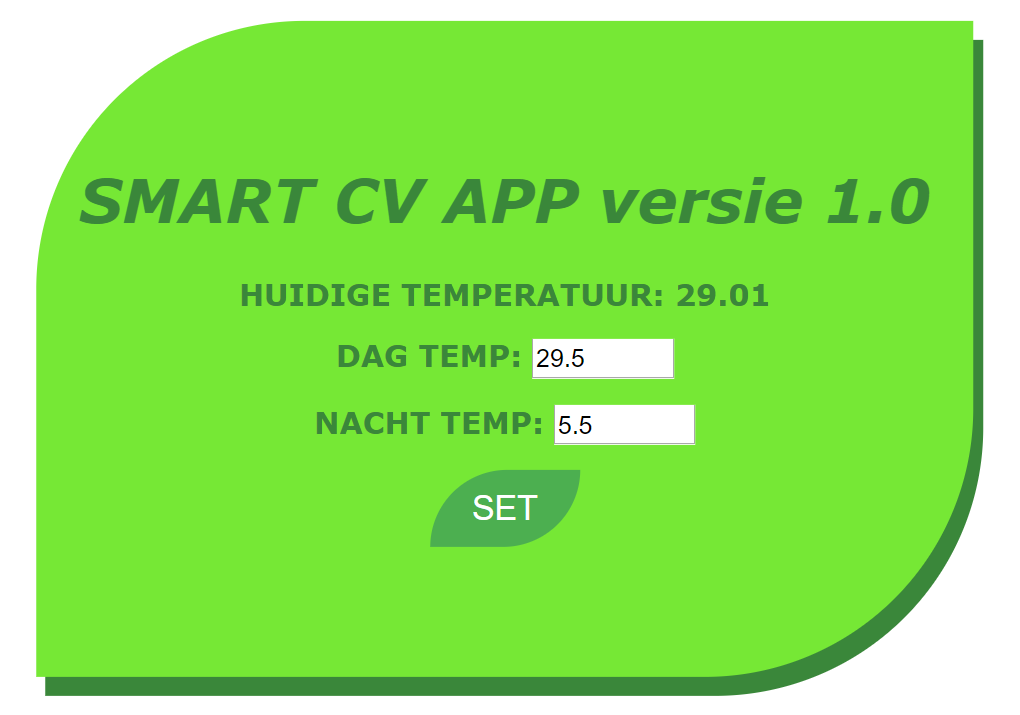 SMART CV APP versie 1.0
HUIDIGE TEMPERATUUR: 29.01
DAG TEMP: 29.5
NACHT TEMP: 5.5
SET